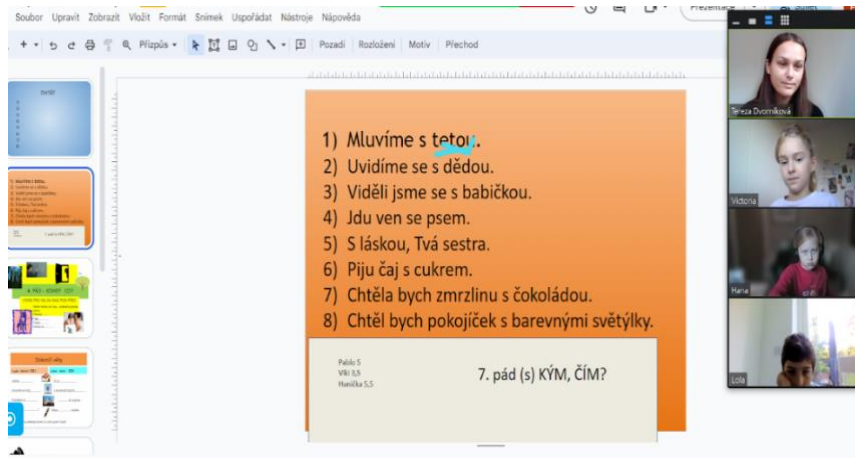 Soubor Upravit Zobrazit Vložit Formát Snímek Uspořádat Nástroje Nápověda
Přizpůs Pozadí Rozložení Motiv Přechod
1) Mluvíme s tetou.
2) Uvidíme se s dědou.
3) Viděli jsme se s babičkou.
4) Jdu ven se psem.
5) S láskou, Tvá sestra.
6) Piju čaj s cukrem.
7) Chtěla bych zmrzlinu s čokoládou.
8) Chtěl bych pokojíček s barevnými světýlky.
Pablo 5
Viki 3,5
Hanička 5,5
7. pád (s) KÝM, ČÍM?
Tereza Dvorníková
Victoria
Hana
Lola